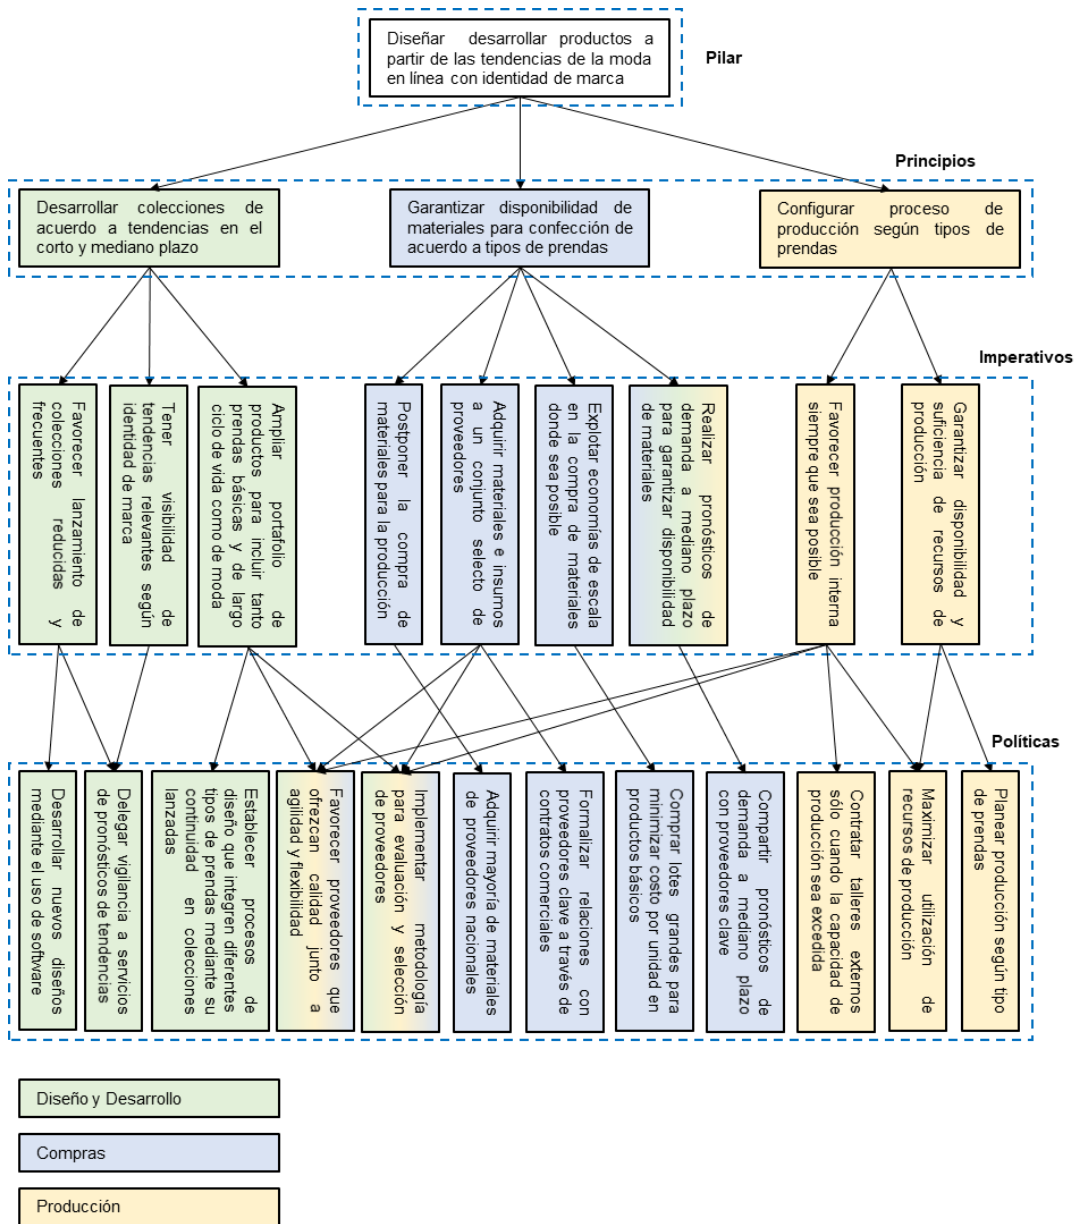 Diseñar desarrollar productos a
partir de las tendencias de la moda
en línea con identidad de marca
Pilar
Principios
Desarrollar colecciones de
acuerdo a tendencias en el
corto y mediano plazo
Garantizar disponibilidad de
materiales para confección de
acuerdo a tipos de prendas
Configurar proceso de
producción según tipos de
prendas
Imperativos
Favorecer lanzamiento de
colecciones reducidas y
frecuentes
Tener visibilidad de
tendencias relevantes según
identidad de marca
Ampliar portafolio de
productos para incluir tanto
prendas básicas y de largo
ciclo de vida como de moda
Postponer la compra de
materiales para la producción
Adquirir materiales e insumos
a un conjunto selecto de
proveedores
Explotar economías de escala
en la compra de materiales
donde sea posible
Realizar pronósticos de
demanda a mediano plazo
para garantizar disponibilidad
de materiales
Favorecer producción interna
siempre que sea posible
Garantizar disponibilidad y
suficiencia de recursos de
producción
Políticas
Desarrollar nuevos diseños
mediante el uso de software
Delegar vigilancia a servicios
de pronósticos de tendencias
Establecer procesos de
diseño que integren diferentes
tipos de prendas mediante su
continuidad en colecciones
lanzadas
Favorecer proveedores que
ofrezcan calidad junto a
agilidad y flexibilidad
Implementar metodología
para evaluación y selección
de proveedores
Adquirir mayoría de materiales
de proveedores nacionales
Formalizar relaciones con
proveedores clave a través de
contratos comerciales
Comprar lotes grandes para
minimizar costo por unidad en
productos básicos
Compartir pronósticos de
demanda a mediano plazo
con proveedores clave
Contratar talleres externos
sólo cuando la capacidad de
producción sea excedida
Maximizar utilización de
recursos de producción
Planear producción según tipo
de prendas
Diseño y Desarrollo
Compras
Producción